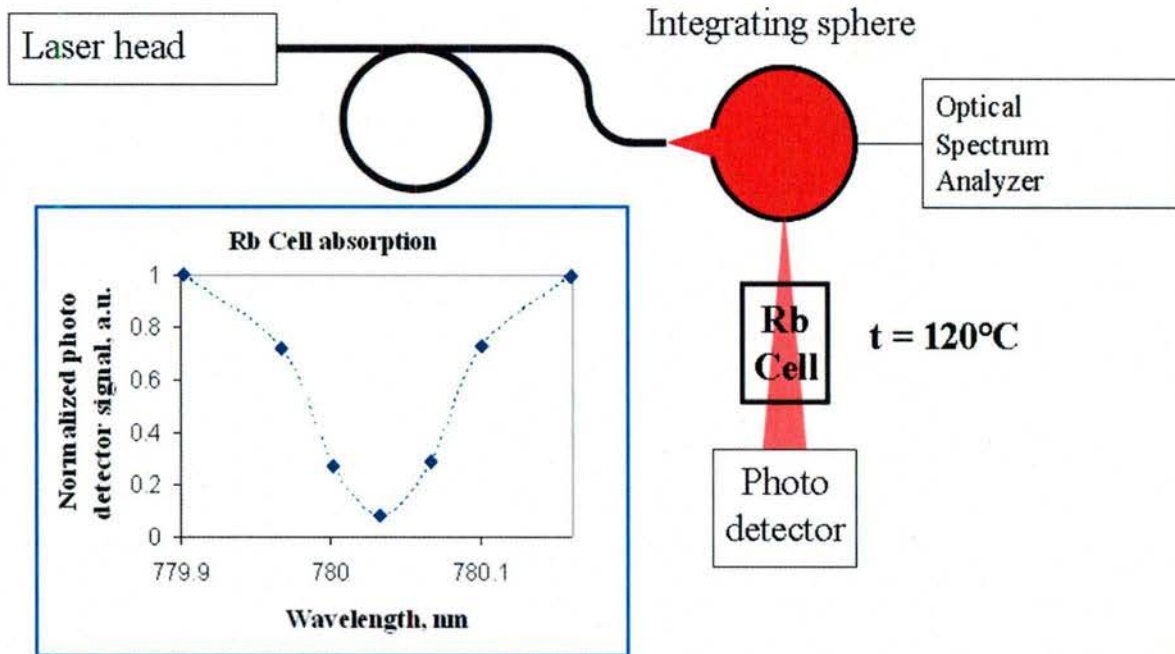 Laser head
Integrating sphere
Optical
Spectrum
Analyzer
Rb Cell absorption
Normalized photo
detector signal, a.u.
1
0.8
0.6
0.4
0.2
0
779.9
780
780.1
Wavelength, nm
Rb
Cell
t = 120°C
Photo
detector